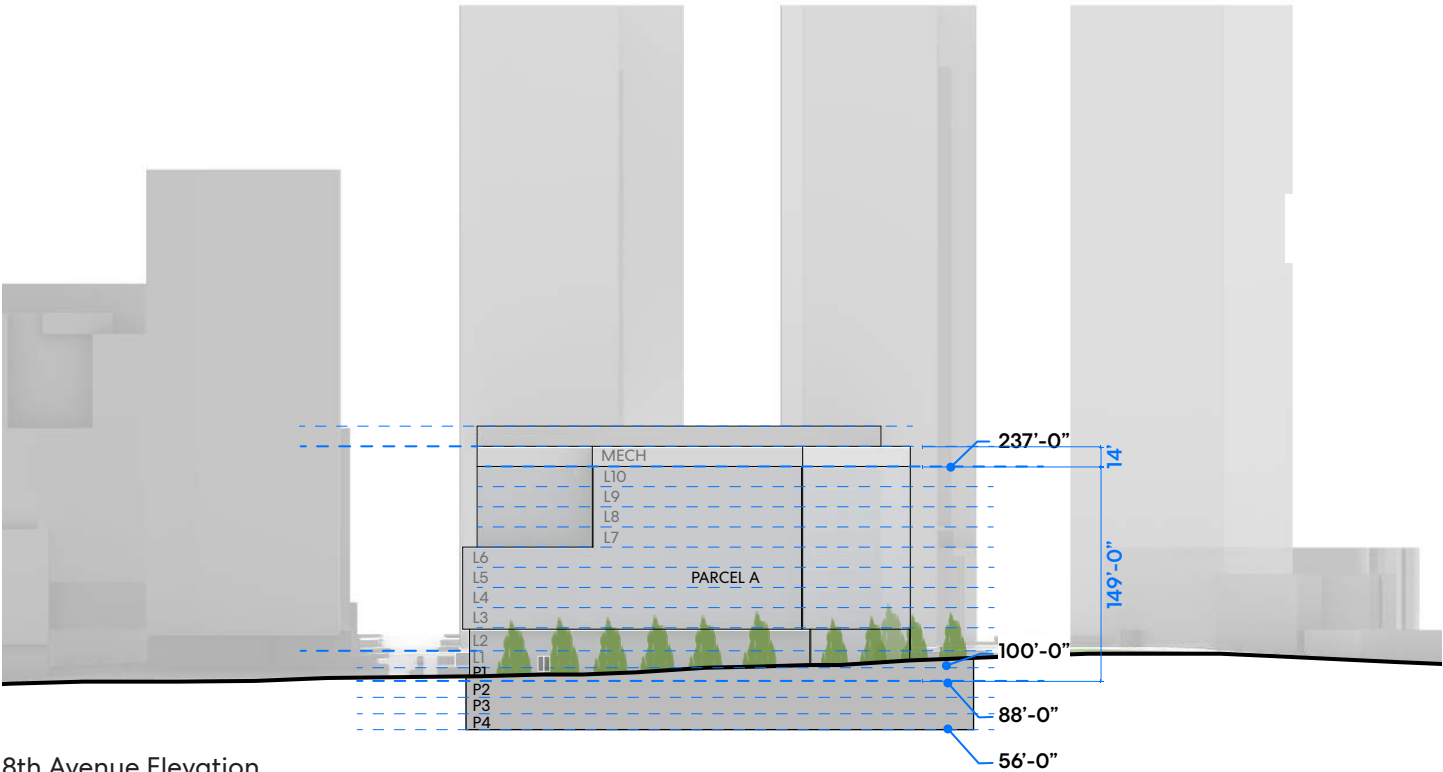 237’-0”
14’
MECH
L10
L9
L8
L7
L6
L5
PARCEL A
149’-0”
L4
L3
L2
100’-0”
L1
P1
P2
88’-0”
P3
P4
56’-0”
8th Avenue Elevation